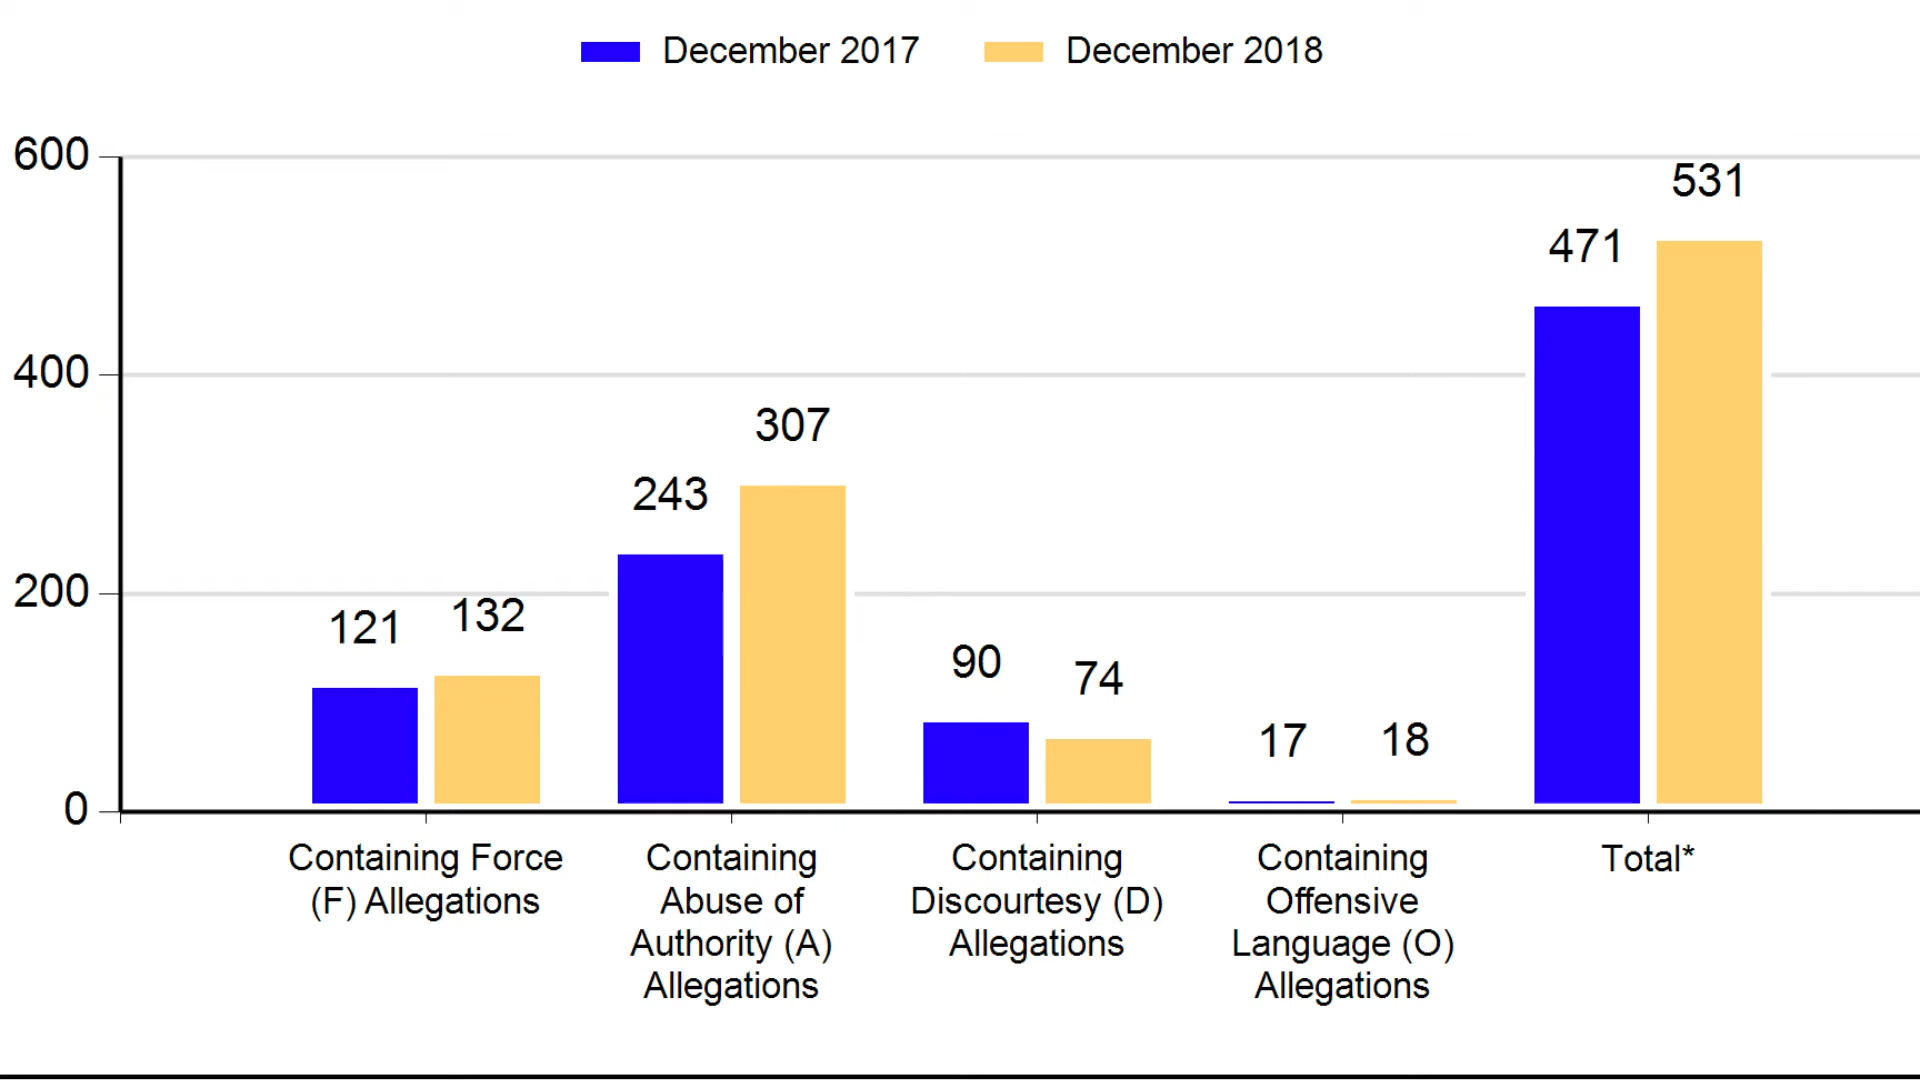 December 2017 December 2018
600
531
471
400
307
243
200
121 132
90 74
17 18
0
Containing Force
(F) Allegations
Containing
Abuse of
Authority (A)
Allegations
Containing
Discourtesy (D)
Allegations
Containing
Offensive
Language (O)
Allegations
Total*